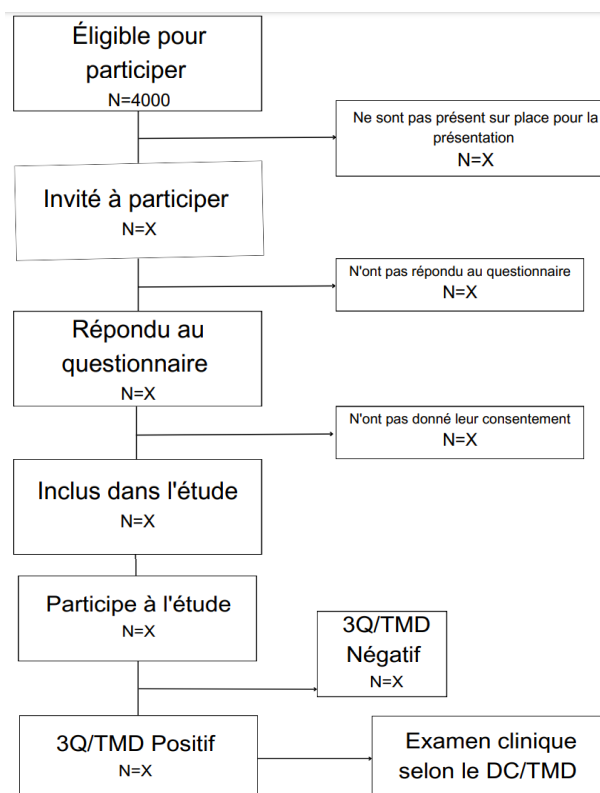 Éligible pour
participer
N=4000
Ne sont pas présent sur place pour la
présentation
N=X
Invité à participer
N=X
N'ont pas répondu au questionnaire
N=X
Répondu au
questionnaire
N=X
N'ont pas donné leur consentement
N=X
Inclus dans l'étude
N=X
Participe à l'étude
N=X
3Q/TMD
Négatif
N=X
3Q/TMD Positif
N=X
Examen clinique
selon le DC/TMD